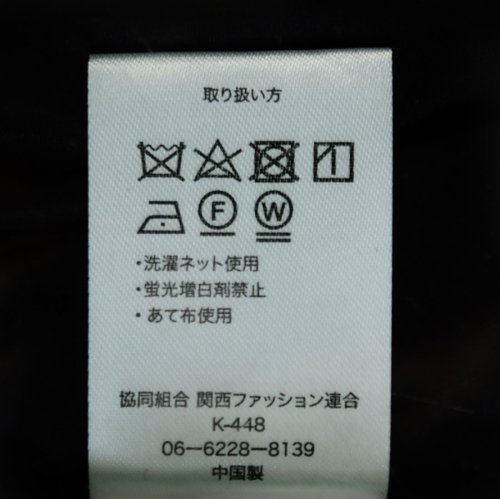 取り扱い方
F W
・洗濯ネット使用
・蛍光増白剤禁止
・あて布使用
協同組合 関西ファッション連合
K-448
06-6228-8139
中国製